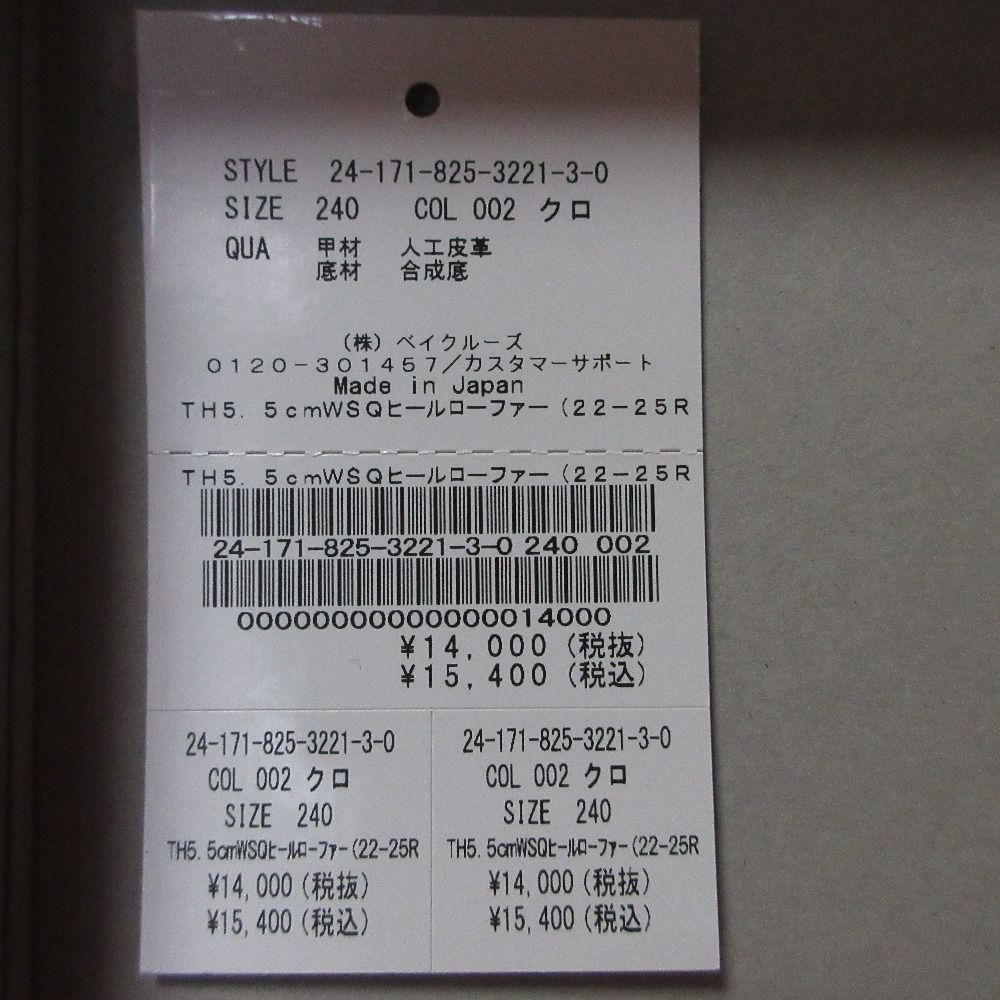 STYLE 24-171-825-3221-3-0
SIZE 240 COL 002 クロ
QUA 甲材 人工皮革
底材 合成底
(株)ベイクルーズ
0120-301457/カスタマーサポート
Made in Japan
TH5.5cmWSQヒールローファー(22-25R
TH5.5cmWSQヒールローファー(22-25R
24-171-825-3221-3-0 240 002
00000000000000014000
¥14,000(税抜)
¥15,400(税込)
24-171-825-3221-3-0
COL 002 クロ
SIZE 240
TH5.5cmWSQヒールローファー(22-25R
¥14,000(税抜)
¥15,400(税込)
24-171-825-3221-3-0
COL 002 クロ
SIZE 240
TH5.5cmWSQヒールローファー(22-25R
¥14,000(税抜)
¥15,400(税込)